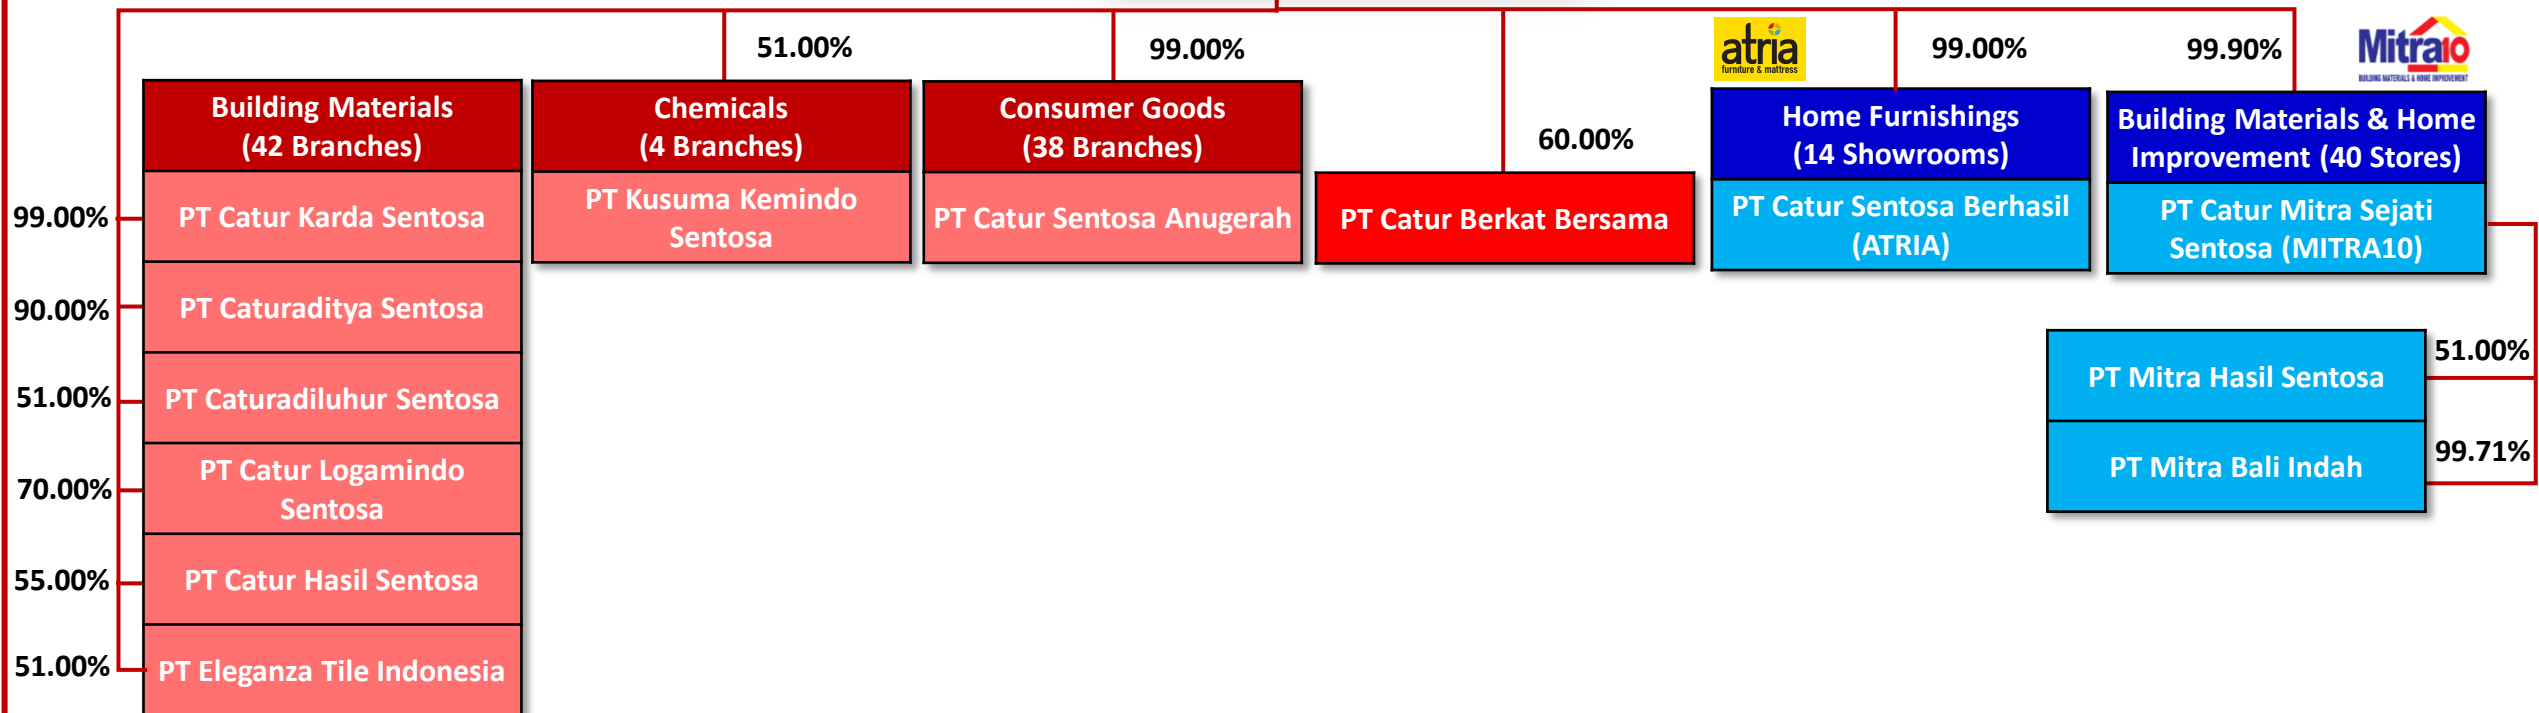 51.00%
99.00%
atria
furniture & mattress
99.00%
99.90%
Mitra10
BUILDING MATERIALS & HOME IMPROVEMENT
Building Materials
(42 Branches)
Chemicals
(4 Branches)
Consumer Goods
(38 Branches)
60.00%
Home Furnishings
(14 Showrooms)
Building Materials & Home
Improvement (40 Stores)
99.00%
PT Catur Karda Sentosa
PT Kusuma Kemindo
Sentosa
PT Catur Sentosa Anugerah
PT Catur Berkat Bersama
PT Catur Sentosa Berhasil
(ATRIA)
PT Catur Mitra Sejati
Sentosa (MITRA10)
90.00%
PT Caturaditya Sentosa
51.00%
PT Caturadiluhur Sentosa
PT Mitra Hasil Sentosa
51.00%
70.00%
PT Catur Logamindo
Sentosa
PT Mitra Bali Indah
99.71%
55.00%
PT Catur Hasil Sentosa
51.00%
PT Eleganza Tile Indonesia